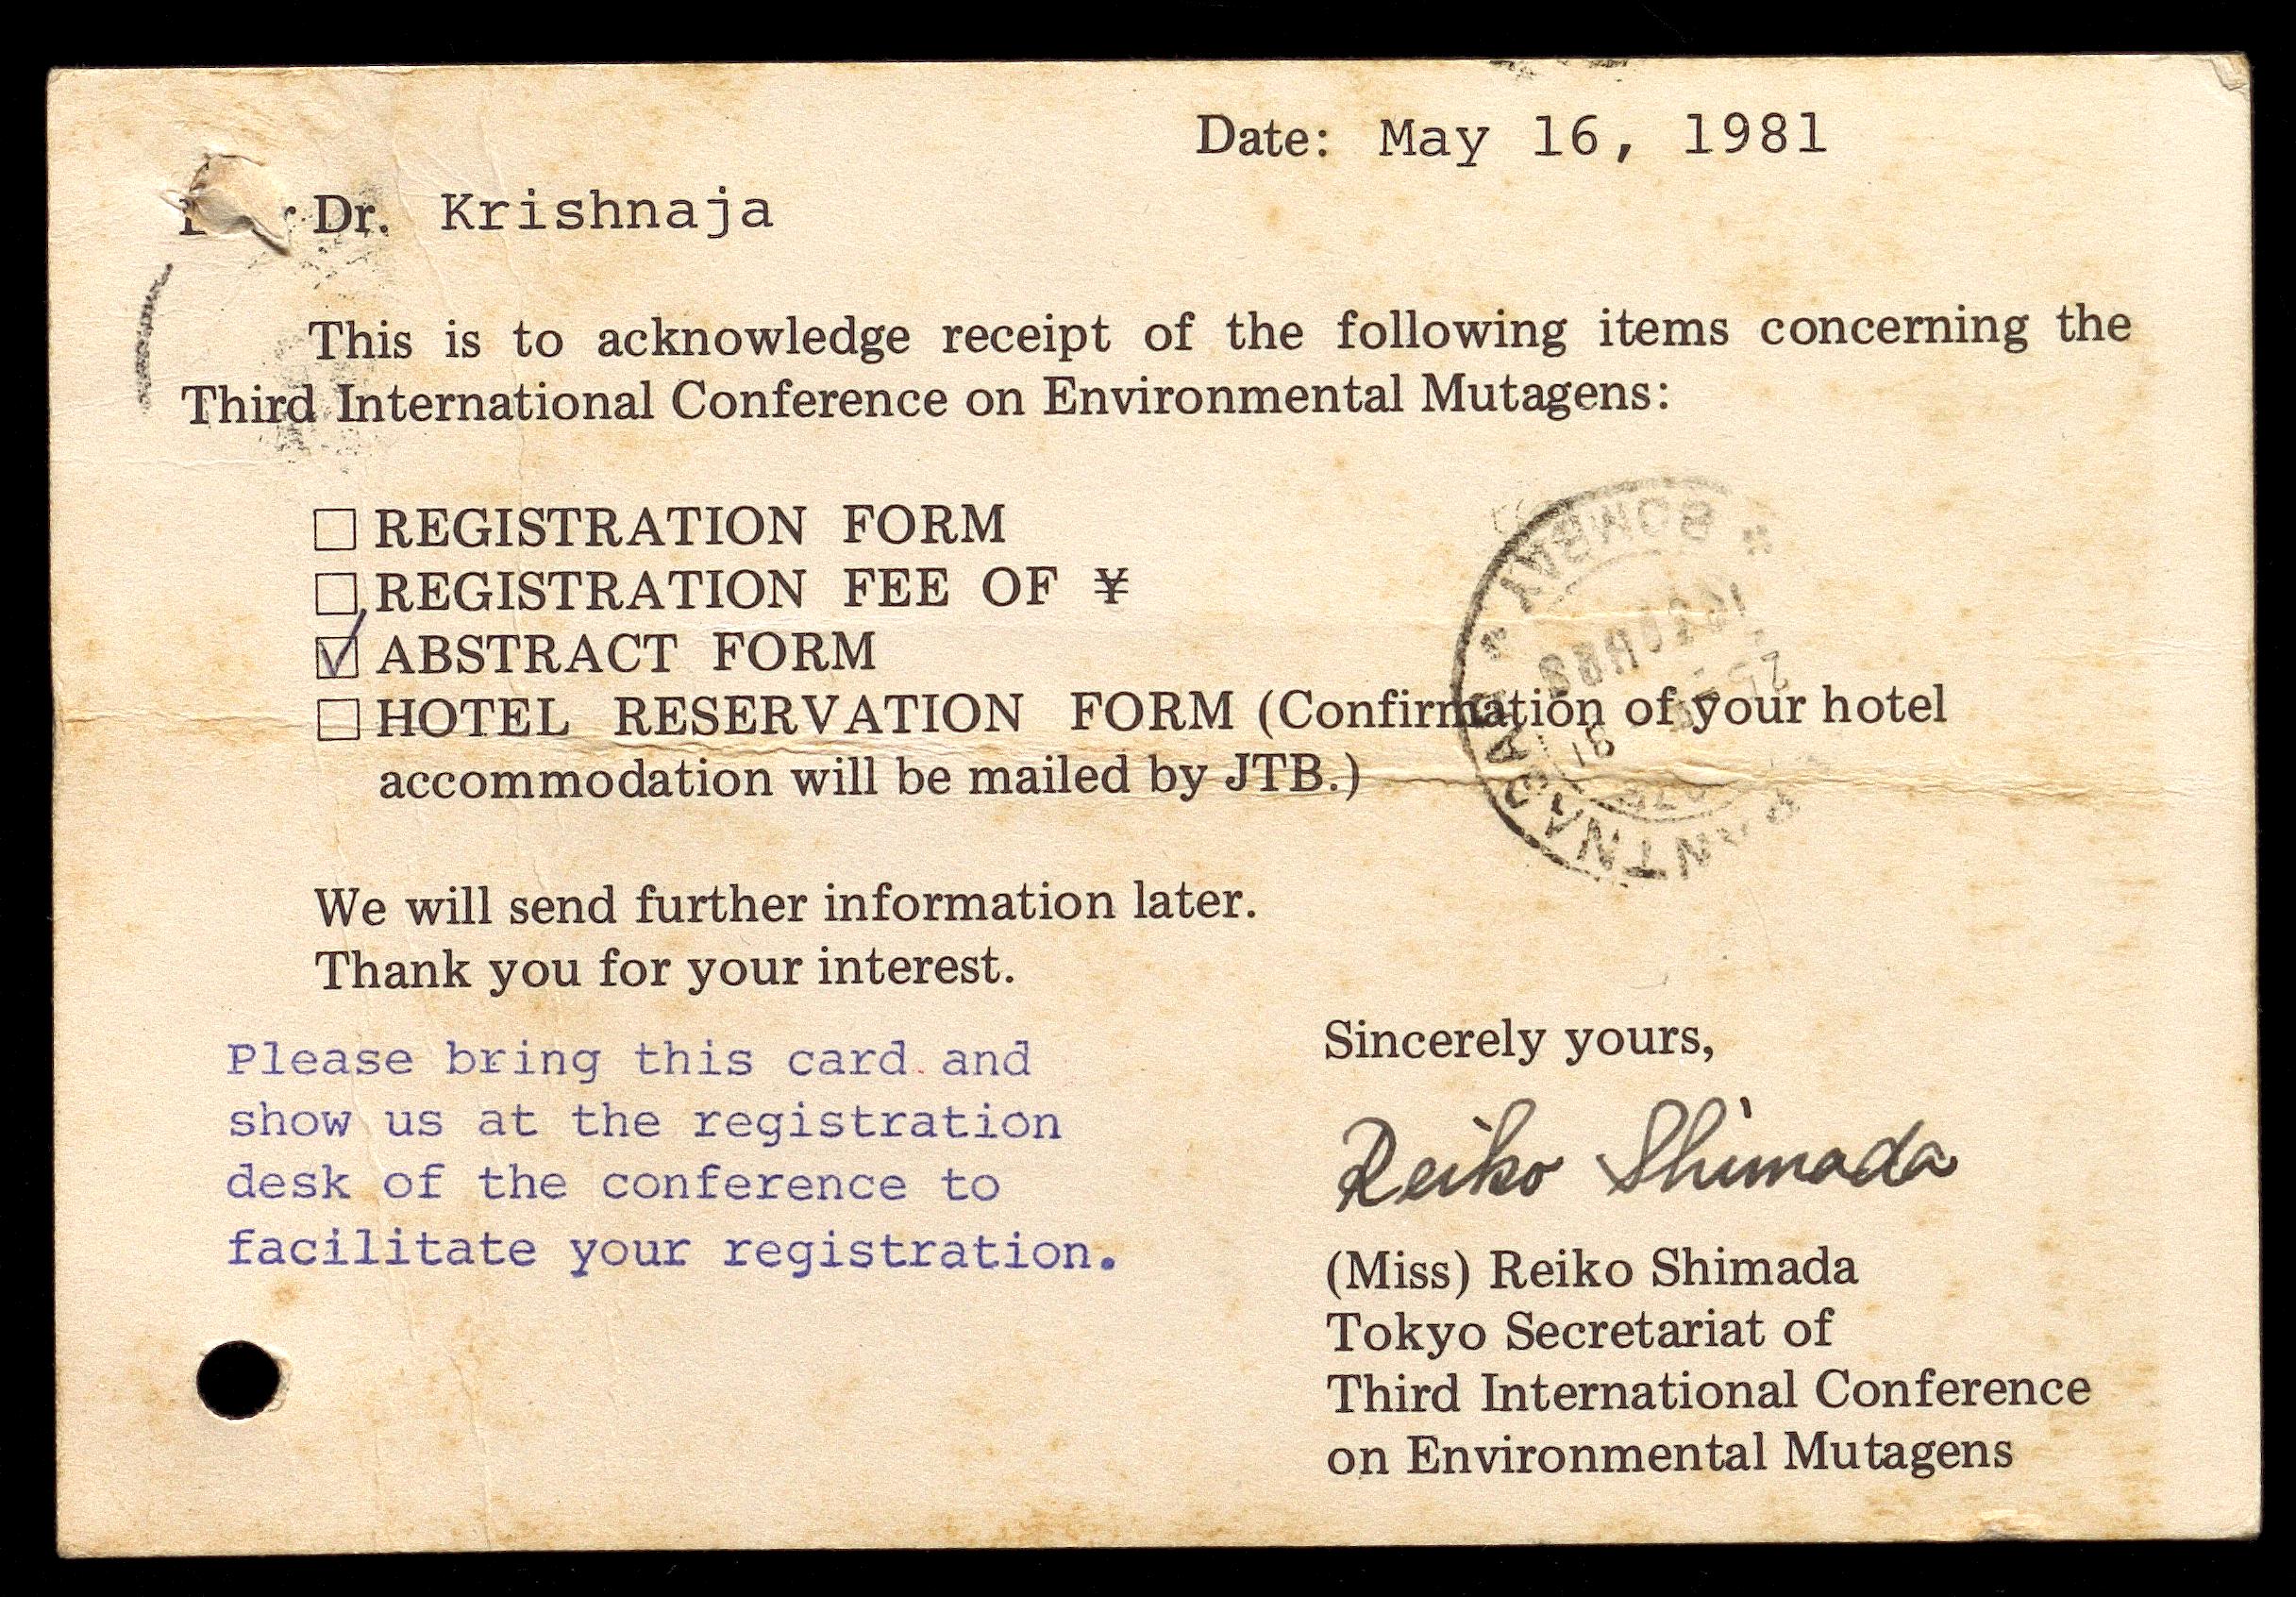 Date: May 16, 1981
Dr. Krishnaja
This is to acknowledge receipt of the following items concerning the
Third International Conference on Environmental Mutagens:
☐ REGISTRATION FORM
☐ REGISTRATION FEE OF ¥
☑ ABSTRACT FORM
☐ HOTEL RESERVATION FORM (Confirmation of your hotel
accommodation will be mailed by JTB.)
BOMBAY
81
We will send further information later.
Thank you for your interest.
Please bring this card and
show us at the registration
desk of the conference to
facilitate your registration.
Sincerely yours,
Reiko Shimada
(Miss) Reiko Shimada
Tokyo Secretariat of
Third International Conference
on Environmental Mutagens